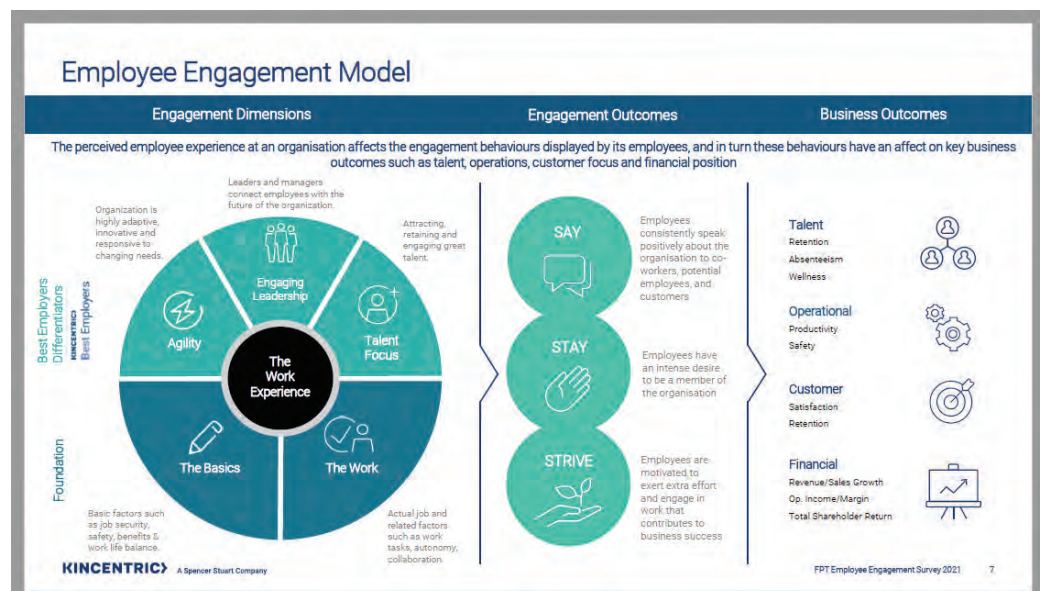 Employee Engagement Model
Engagement Dimensions
Engagement Outcomes
Business Outcomes
The perceived employee experience at an organisation affects the engagement behaviours displayed by its employees, and in turn these behaviours have an affect on key business
outcomes such as talent, operations, customer focus and financial position
Leaders and managers
connect employees with the
future of the organization.
Organization is
highly adaptive,
innovative and
responsive to
changing needs.
Attracting,
retaining and
engaging great
talent.
Best Employers
Differentiators
KINCENTRIC>
Best Employers
Foundation
Engaging
Leadership
Agility
Talent
Focus
The
Work
Experience
The Basics
The Work
Basic factors such
as job security,
safety, benefits &
work life balance.
Actual job and
related factors
such as work
tasks, autonomy,
collaboration.
SAY
Employees
consistently speak
positively about the
organisation to co-
workers, potential
employees, and
customers
STAY
Employees have
an intense desire
to be a member of
the organisation
STRIVE
Employees are
motivated to
exert extra effort
and engage in
work that
contributes to
business success
Talent
Retention
Absenteeism
Wellness
Operational
Productivity
Safety
Customer
Satisfaction
Retention
Financial
Revenue/Sales Growth
Op. Income/Margin
Total Shareholder Return
KINCENTRIC> A Spencer Stuart Company
FPT Employee Engagement Survey 2021 7